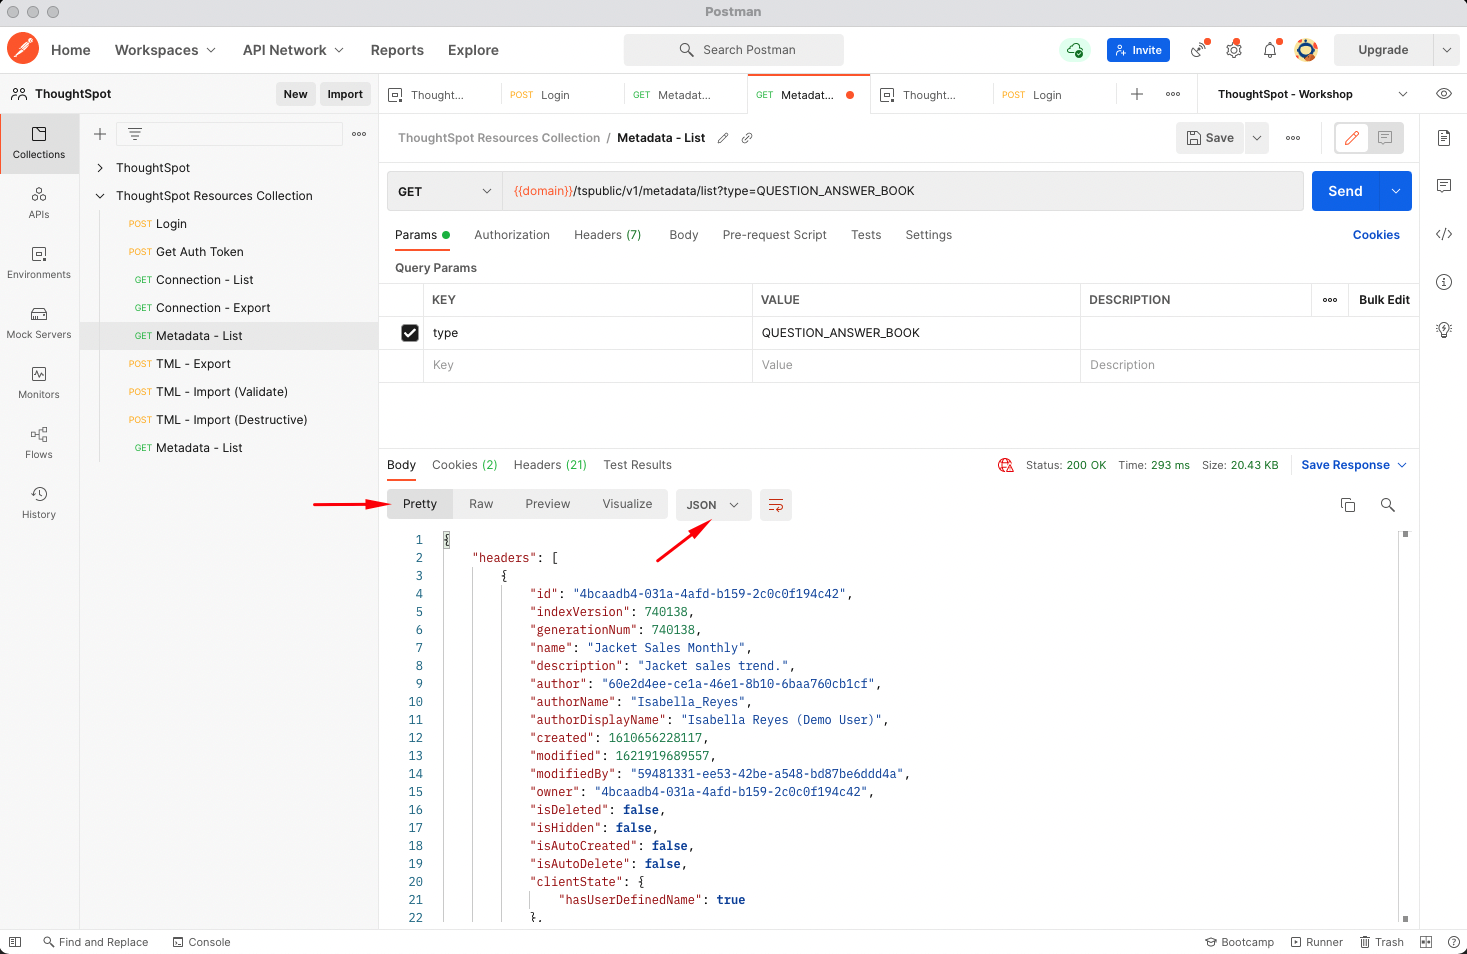 Postman
Home Workspaces API Network Reports Explore Search Postman Invite Upgrade
ThoughtSpot New Import Thought... POST Login GET Metadat... GET Metadat... Thought... POST Login ThoughtSpot - Workshop
Collections
APIs
Environments
Mock Servers
Monitors
Flows
History
ThoughtSpot
ThoughtSpot Resources Collection
POST Login
POST Get Auth Token
GET Connection - List
GET Connection - Export
GET Metadata - List
POST TML - Export
POST TML - Import (Validate)
POST TML - Import (Destructive)
GET Metadata - List
ThoughtSpot Resources Collection / Metadata - List Save
GET {{domain}}/tspublic/v1/metadata/list?type=QUESTION_ANSWER_BOOK Send
Params Authorization Headers (7) Body Pre-request Script Tests Settings Cookies
Query Params
KEY VALUE DESCRIPTION Bulk Edit
type QUESTION_ANSWER_BOOK
Key Value Description
Body Cookies (2) Headers (21) Test Results Status: 200 OK Time: 293 ms Size: 20.43 KB Save Response
Pretty Raw Preview Visualize JSON
1 {
2 "headers": [
3 {
4 "id": "4bcaadb4-031a-4afd-b159-2c0c0f194c42",
5 "indexVersion": 740138,
6 "generationNum": 740138,
7 "name": "Jacket Sales Monthly",
8 "description": "Jacket sales trend.",
9 "author": "60e2d4ee-ce1a-46e1-8b10-6baa760cb1cf",
10 "authorName": "Isabella_Reyes",
11 "authorDisplayName": "Isabella Reyes (Demo User)",
12 "created": 1610656228117,
13 "modified": 1621919689557,
14 "modifiedBy": "59481331-ee53-42be-a548-bd87be6ddd4a",
15 "owner": "4bcaadb4-031a-4afd-b159-2c0c0f194c42",
16 "isDeleted": false,
17 "isHidden": false,
18 "isAutoCreated": false,
19 "isAutoDelete": false,
20 "clientState": {
21 "hasUserDefinedName": true
22 },
Find and Replace Console Bootcamp Runner Trash